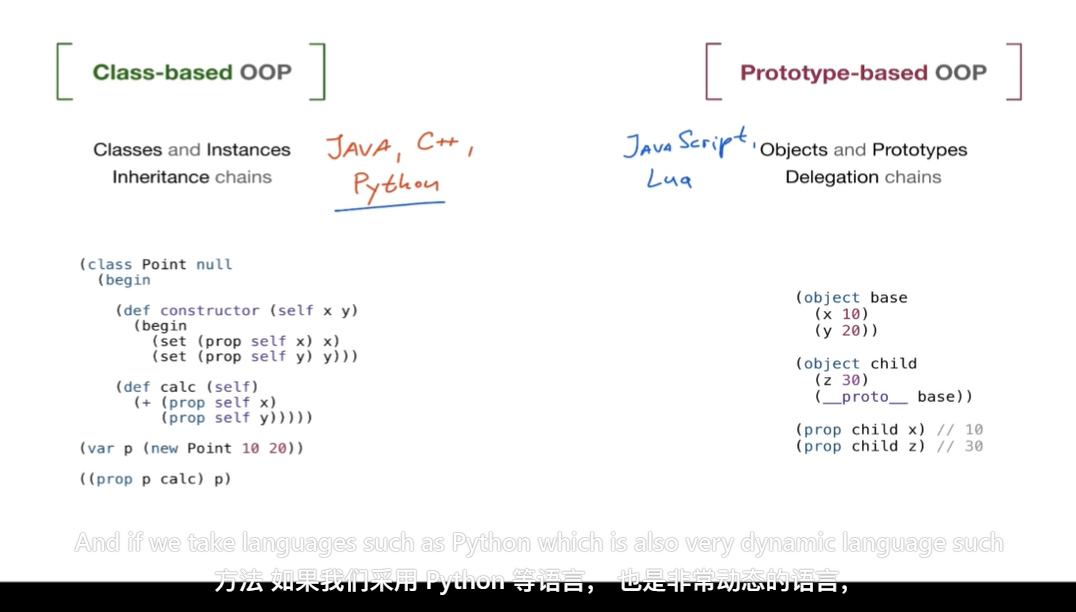 Class-based OOP
Classes and Instances
Inheritance chains
JAVA, C++,
Python
(class Point null
(begin
(def constructor (self x y)
(begin
(set (prop self x) x)
(set (prop self y) y)))
(def calc (self)
(+ (prop self x)
(prop self y)))))
(var p (new Point 10 20))
((prop p calc) p)
Prototype-based OOP
JavaScript,
Lua
Objects and Prototypes
Delegation chains
(object base
(x 10)
(y 20))
(object child
(z 30)
(__proto__ base))
(prop child x) // 10
(prop child z) // 30
And if we take languages such as Python which is also very dynamic language such
方法 如果我们采用 Python 等语言， 也是非常动态的语言，